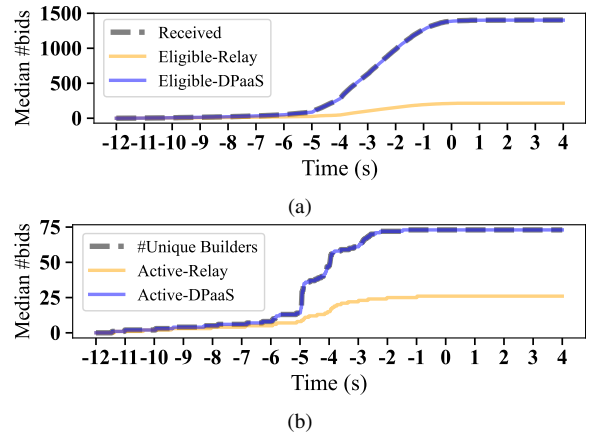 1500
1000
500
0
Median #bids
Received
Eligible-Relay
Eligible-DPaaS
-12 -11 -10 -9 -8 -7 -6 -5 -4 -3 -2 -1 0 1 2 3 4
Time (s)
(a)
75
50
25
0
Median #bids
#Unique Builders
Active-Relay
Active-DPaaS
-12 -11 -10 -9 -8 -7 -6 -5 -4 -3 -2 -1 0 1 2 3 4
Time (s)
(b)